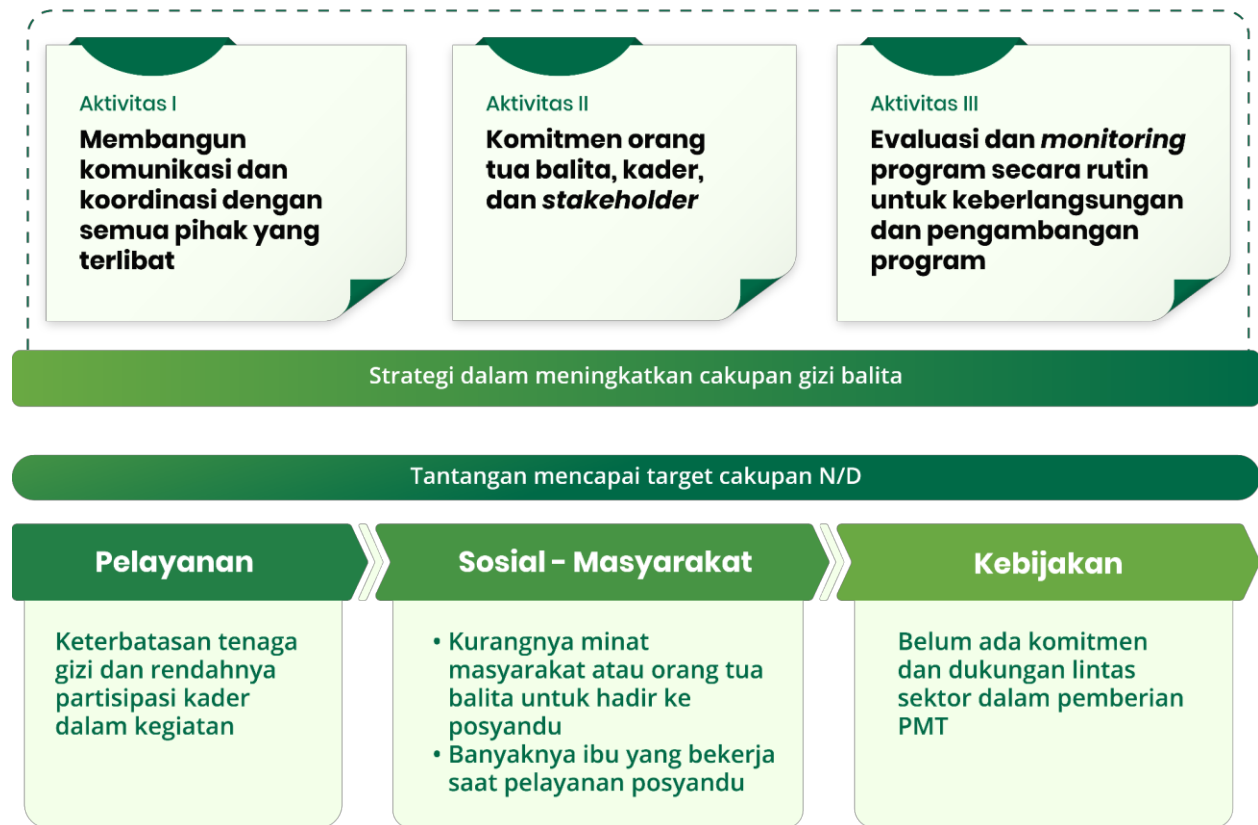 Aktivitas I
Membangun
komunikasi dan
koordinasi dengan
semua pihak yang
terlibat
Aktivitas II
Komitmen orang
tua balita, kader,
dan stakeholder
Aktivitas III
Evaluasi dan monitoring
program secara rutin
untuk keberlangsungan
dan pengambangan
program
Strategi dalam meningkatkan cakupan gizi balita
Tantangan mencapai target cakupan N/D
Pelayanan
Keterbatasan tenaga
gizi dan rendahnya
partisipasi kader
dalam kegiatan
Sosial - Masyarakat
• Kurangnya minat
masyarakat atau orang tua
balita untuk hadir ke
posyandu
• Banyaknya ibu yang bekerja
saat pelayanan posyandu
Kebijakan
Belum ada komitmen
dan dukungan lintas
sektor dalam pemberian
PMT